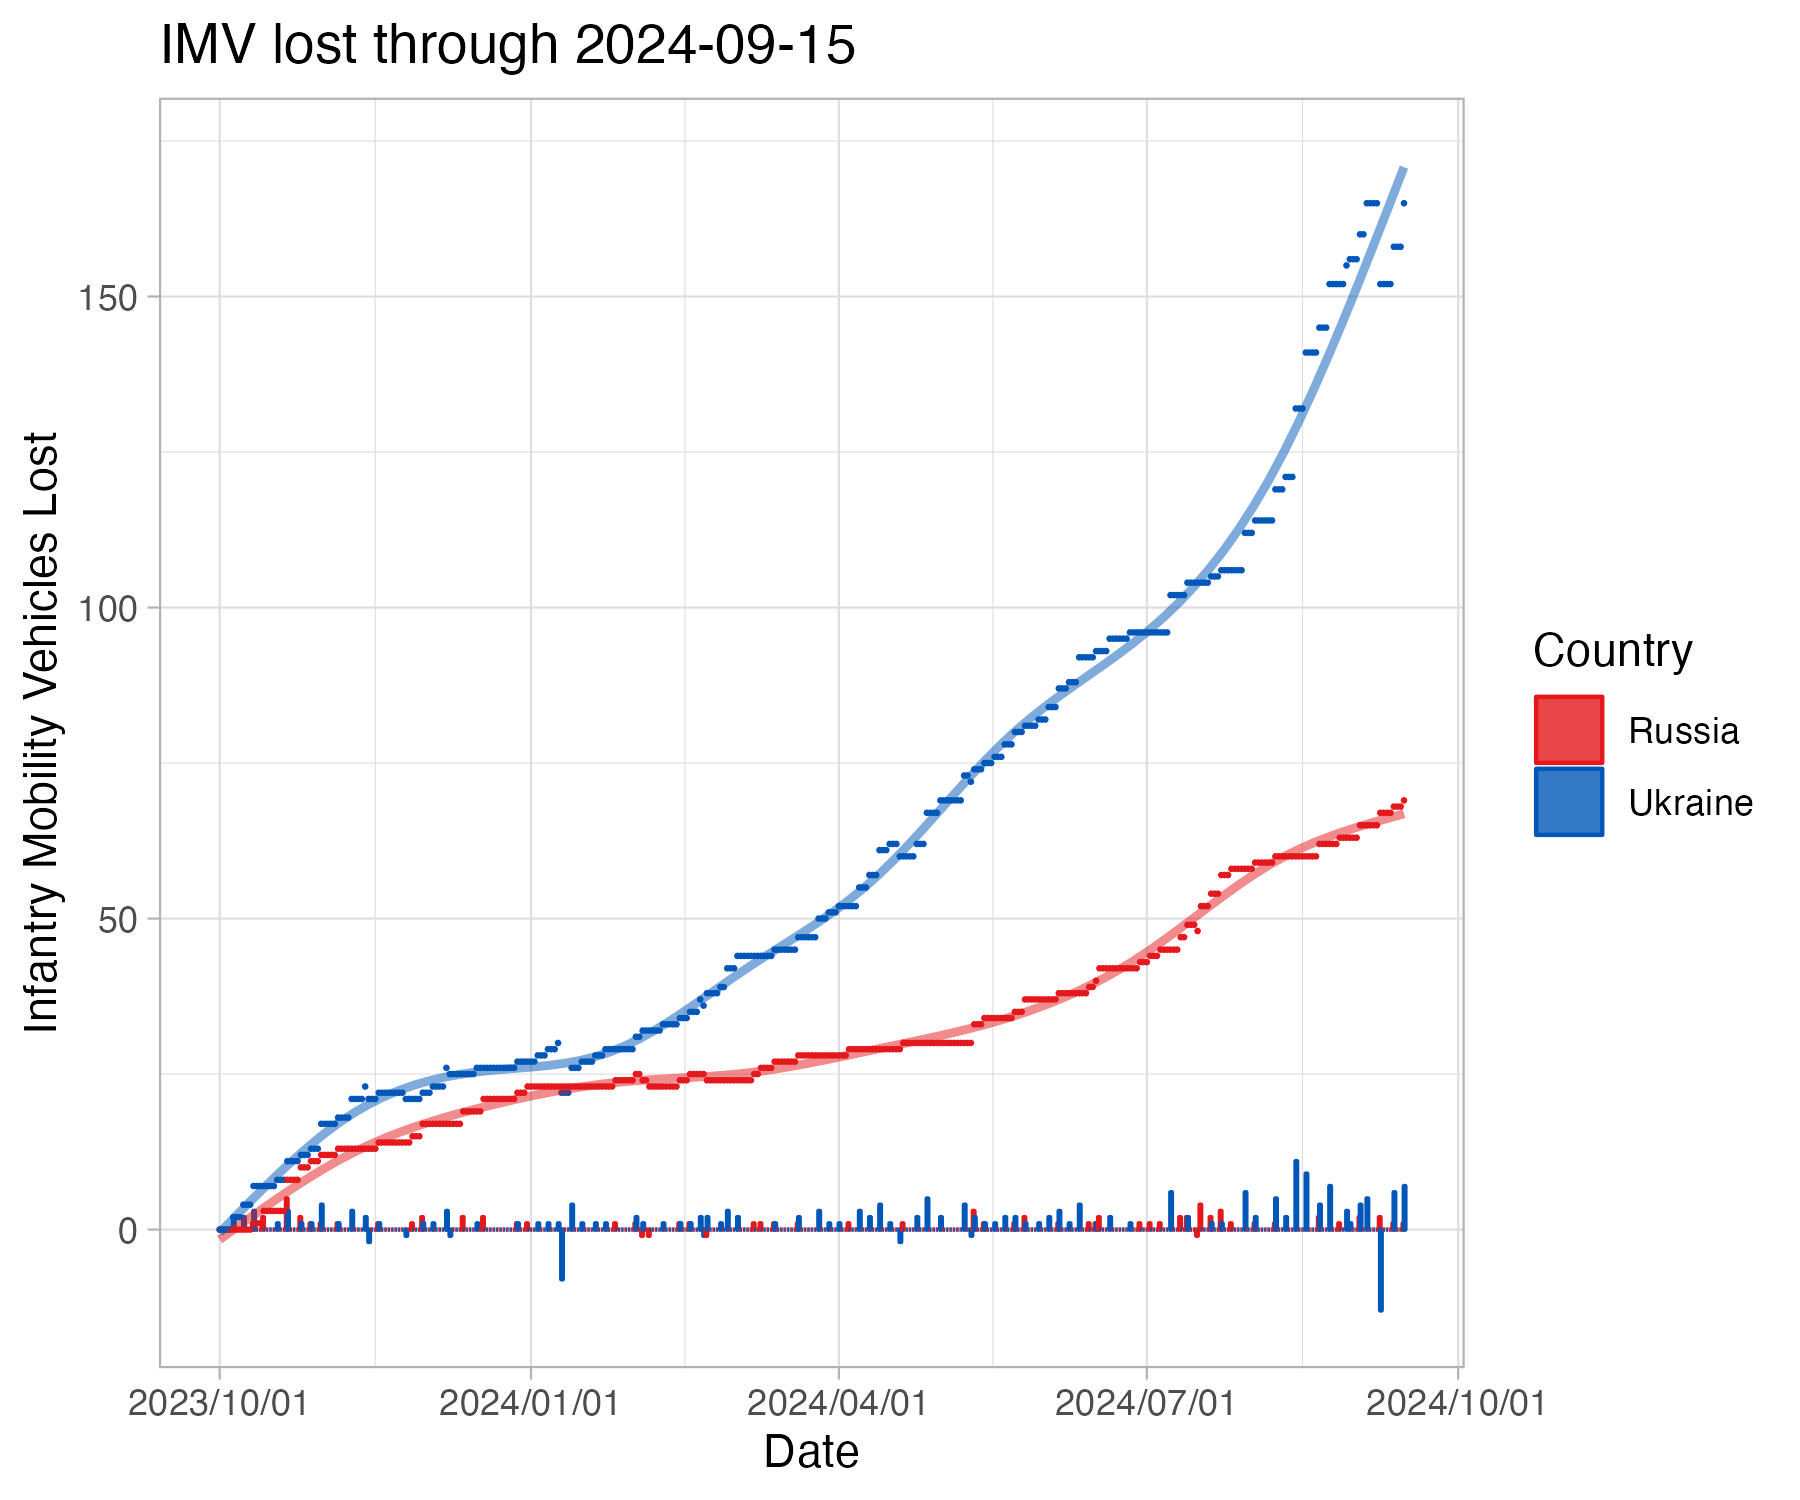 IMV lost through 2024-09-15
Infantry Mobility Vehicles Lost
150
100
50
0
2023/10/01
2024/01/01
2024/04/01
2024/07/01
2024/10/01
Date
Country
Russia
Ukraine